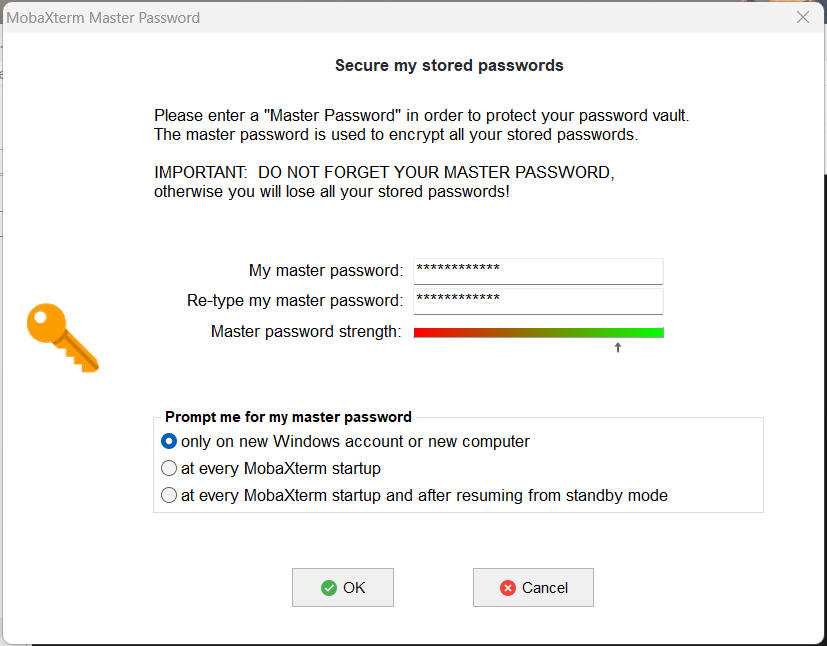 MobaXterm Master Password
Secure my stored passwords
Please enter a "Master Password" in order to protect your password vault.
The master password is used to encrypt all your stored passwords.
IMPORTANT:  DO NOT FORGET YOUR MASTER PASSWORD,
otherwise you will lose all your stored passwords!
My master password: ************
Re-type my master password: ************
Master password strength:
Prompt me for my master password
only on new Windows account or new computer
at every MobaXterm startup
at every MobaXterm startup and after resuming from standby mode
OK Cancel